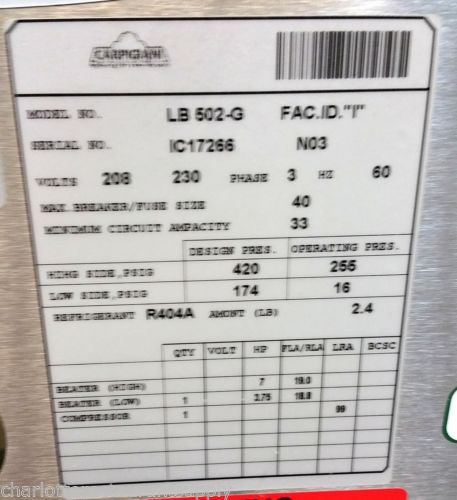 CARPIGIANI
MODEL NO. LB 502-G FAC.ID."I"
SERIAL NO. IC17266 N03
VOLTS 208 230 PHASE 3 HZ 60
MAX.BREAKER/FUSE SIZE 40
MINIMUM CIRCUIT AMPACITY 33
DESIGN PRES. OPERATING PRES.
HIHG SIDE,PSIG 420 255
LOW SIDE,PSIG 174 16
REFRIGERANT R404A AMONT (LB) 2.4
QTY VOLT HP FLA/RLA LRA BCSC
BEATER (HIGH) 7 19.0
BEATER (LOW) 1 3.75 18.8
COMPRESSOR 1 99